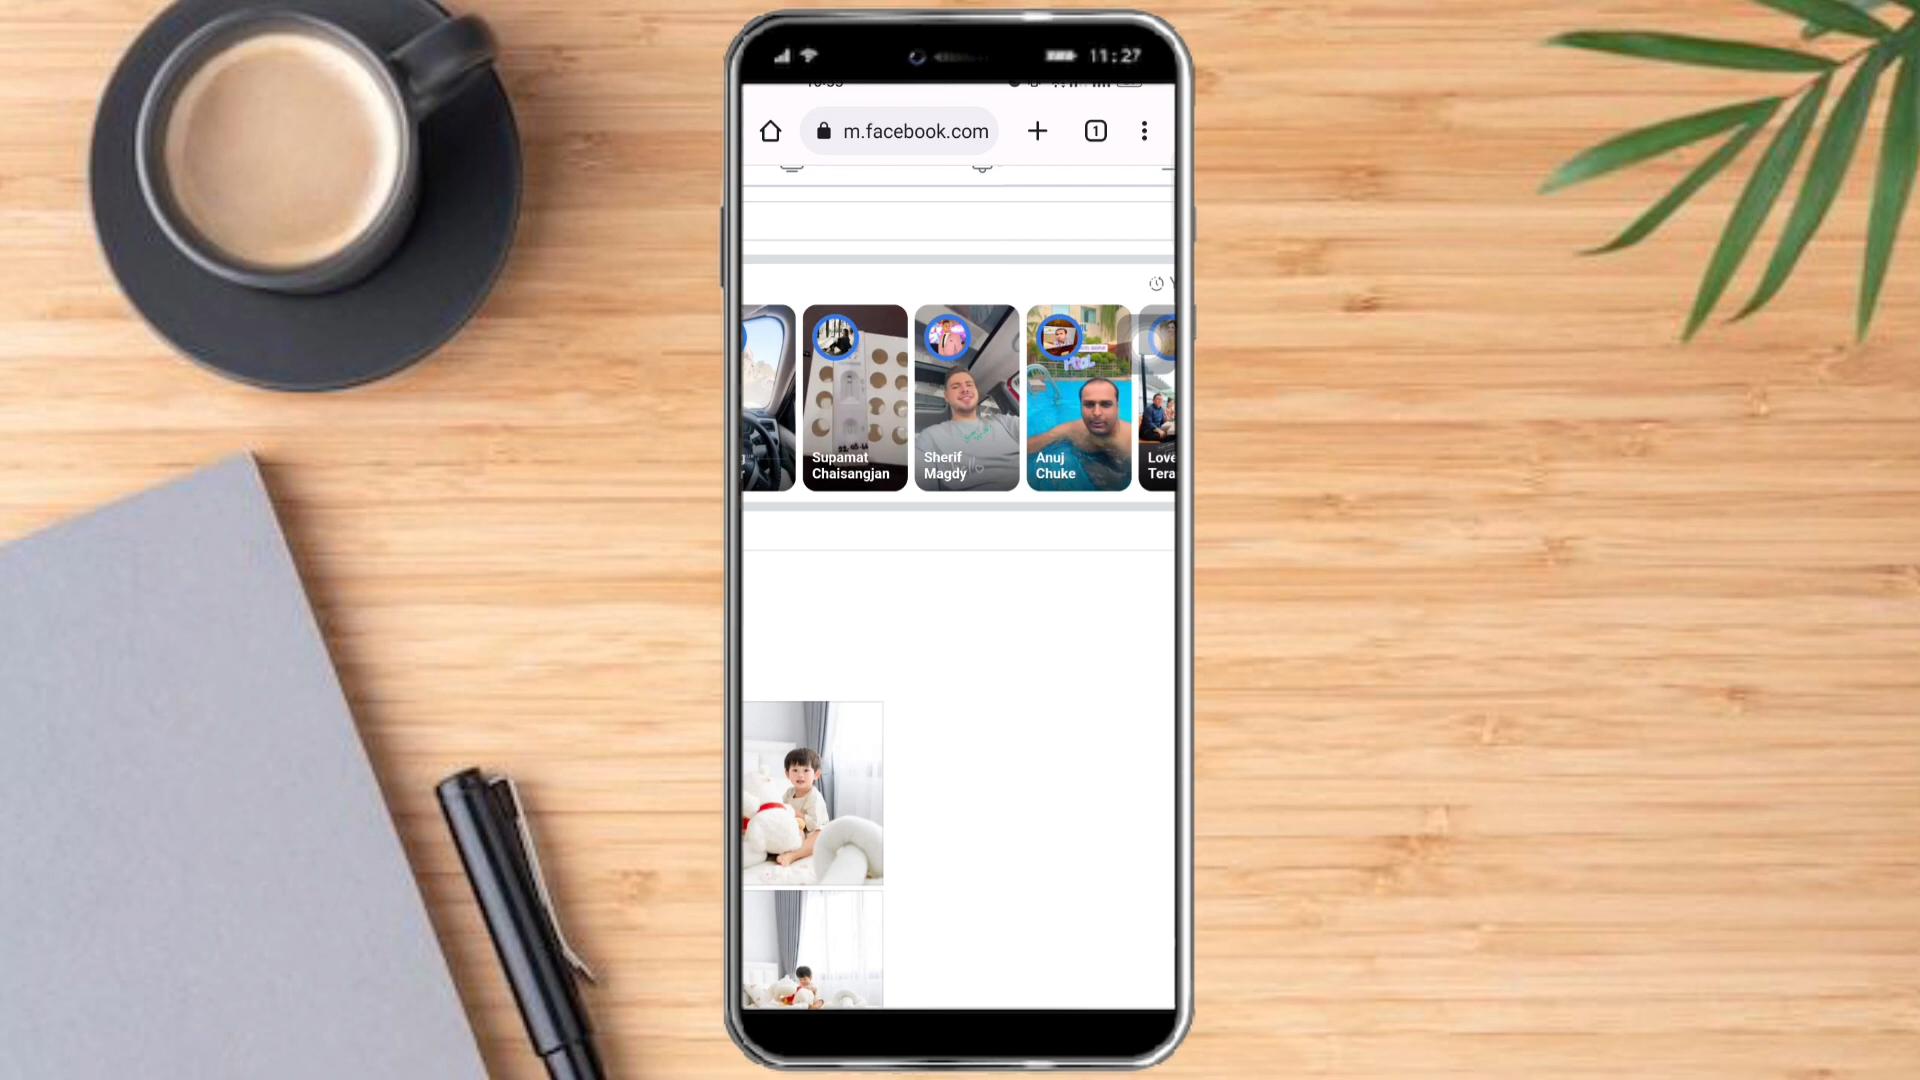 11:27
m.facebook.com
1
Supamat
Chaisangjan
Sherif
Magdy
Anuj
Chuke
Love
Tera